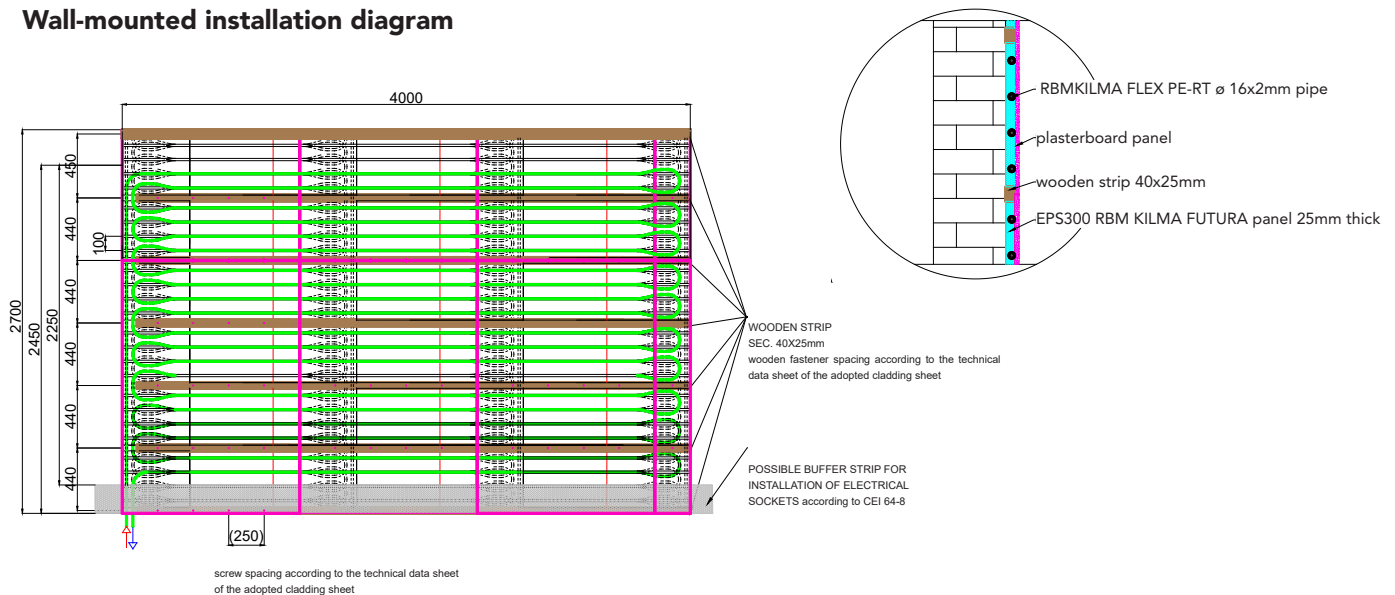 Wall-mounted installation diagram
4000
2700
2450
2250
450
440
100
440
440
440
440
(250)
screw spacing according to the technical data sheet
of the adopted cladding sheet
WOODEN STRIP
SEC. 40X25mm
wooden fastener spacing according to the technical
data sheet of the adopted cladding sheet
POSSIBLE BUFFER STRIP FOR
INSTALLATION OF ELECTRICAL
SOCKETS according to CEI 64-8
RBMKILMA FLEX PE-RT ø 16x2mm pipe
plasterboard panel
wooden strip 40x25mm
EPS300 RBM KILMA FUTURA panel 25mm thick